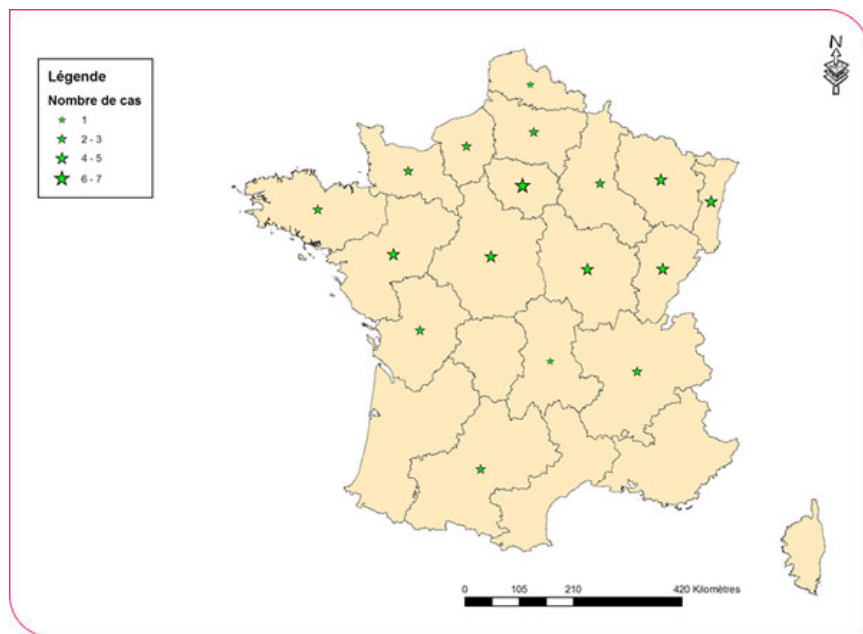 N
Légende
Nombre de cas
1
2 - 3
4 - 5
6 - 7
0 105 210 420 Kilomètres